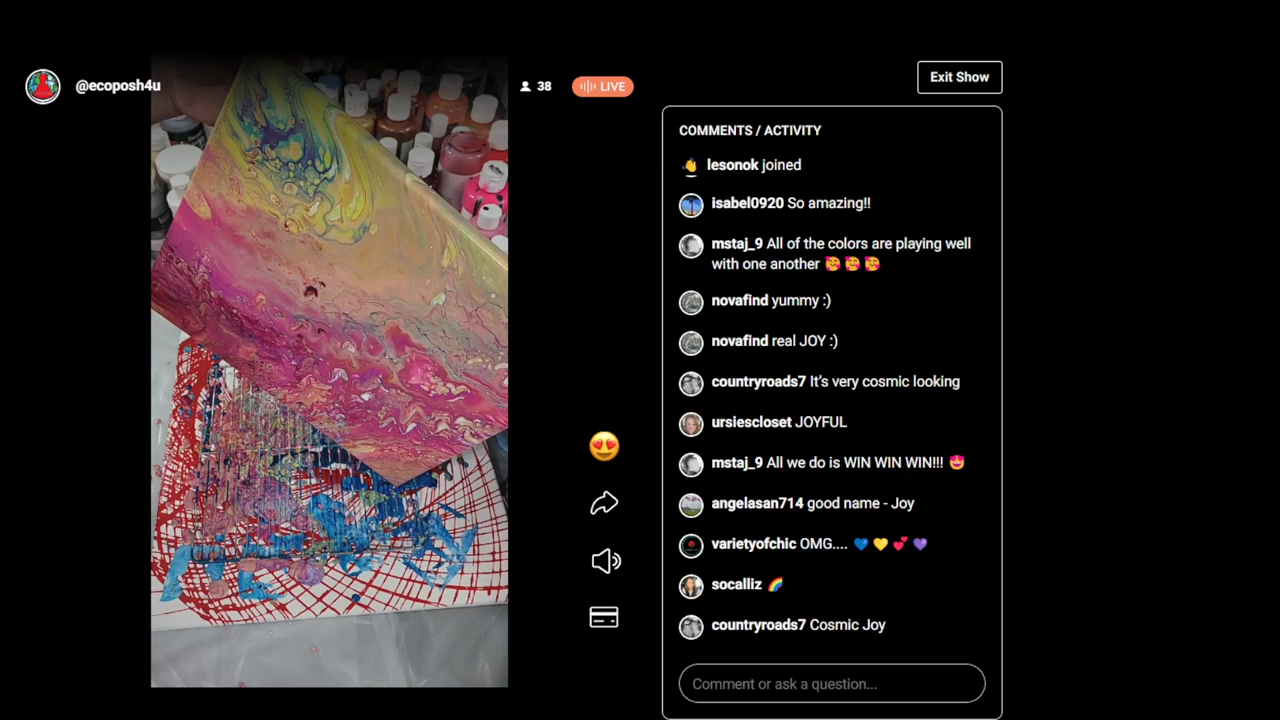 @ecoposh4u
38
LIVE
Exit Show
COMMENTS / ACTIVITY
lesonok joined
isabel0920 So amazing!!
mstaj_9 All of the colors are playing well
with one another 🥰 🥰 🥰
novafind yummy :)
novafind real JOY :)
countryroads7 It's very cosmic looking
ursiescloset JOYFUL
mstaj_9 All we do is WIN WIN WIN!!! 🤩
angelasan714 good name - Joy
varietyofchic OMG.... 💙 💛 💕 💜
socalliz 🌈
countryroads7 Cosmic Joy
Comment or ask a question...